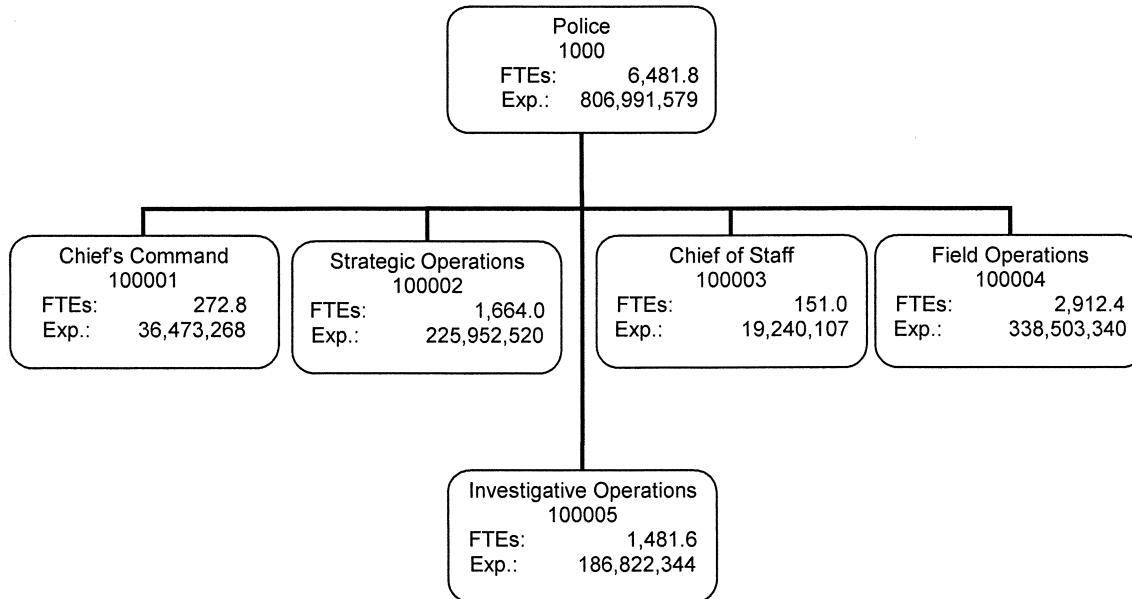 Police
1000
FTEs: 6,481.8
Exp.: 806,991,579
Chief's Command
100001
FTEs: 272.8
Exp.: 36,473,268
Strategic Operations
100002
FTEs: 1,664.0
Exp.: 225,952,520
Chief of Staff
100003
FTEs: 151.0
Exp.: 19,240,107
Field Operations
100004
FTEs: 2,912.4
Exp.: 338,503,340
Investigative Operations
100005
FTEs: 1,481.6
Exp.: 186,822,344